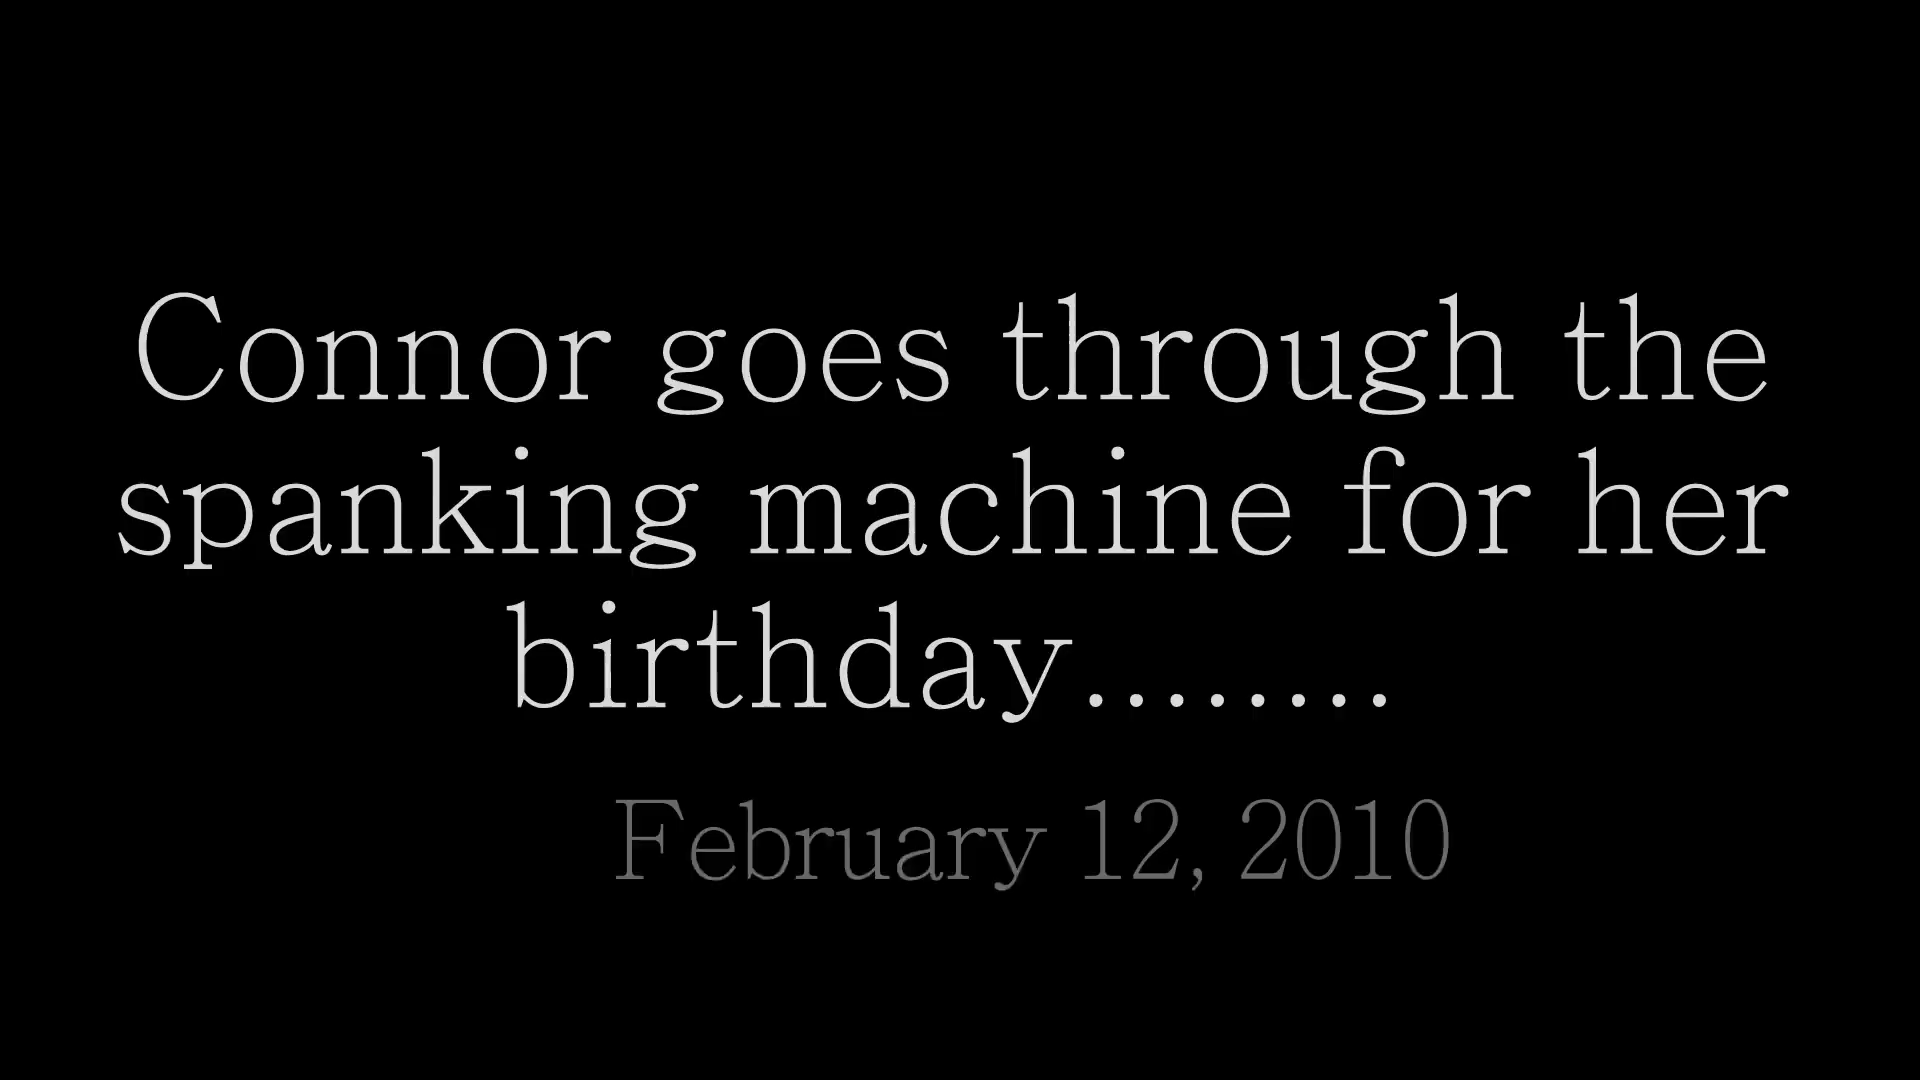 Connor goes through the
spanking machine for her
birthday........
February 12, 2010